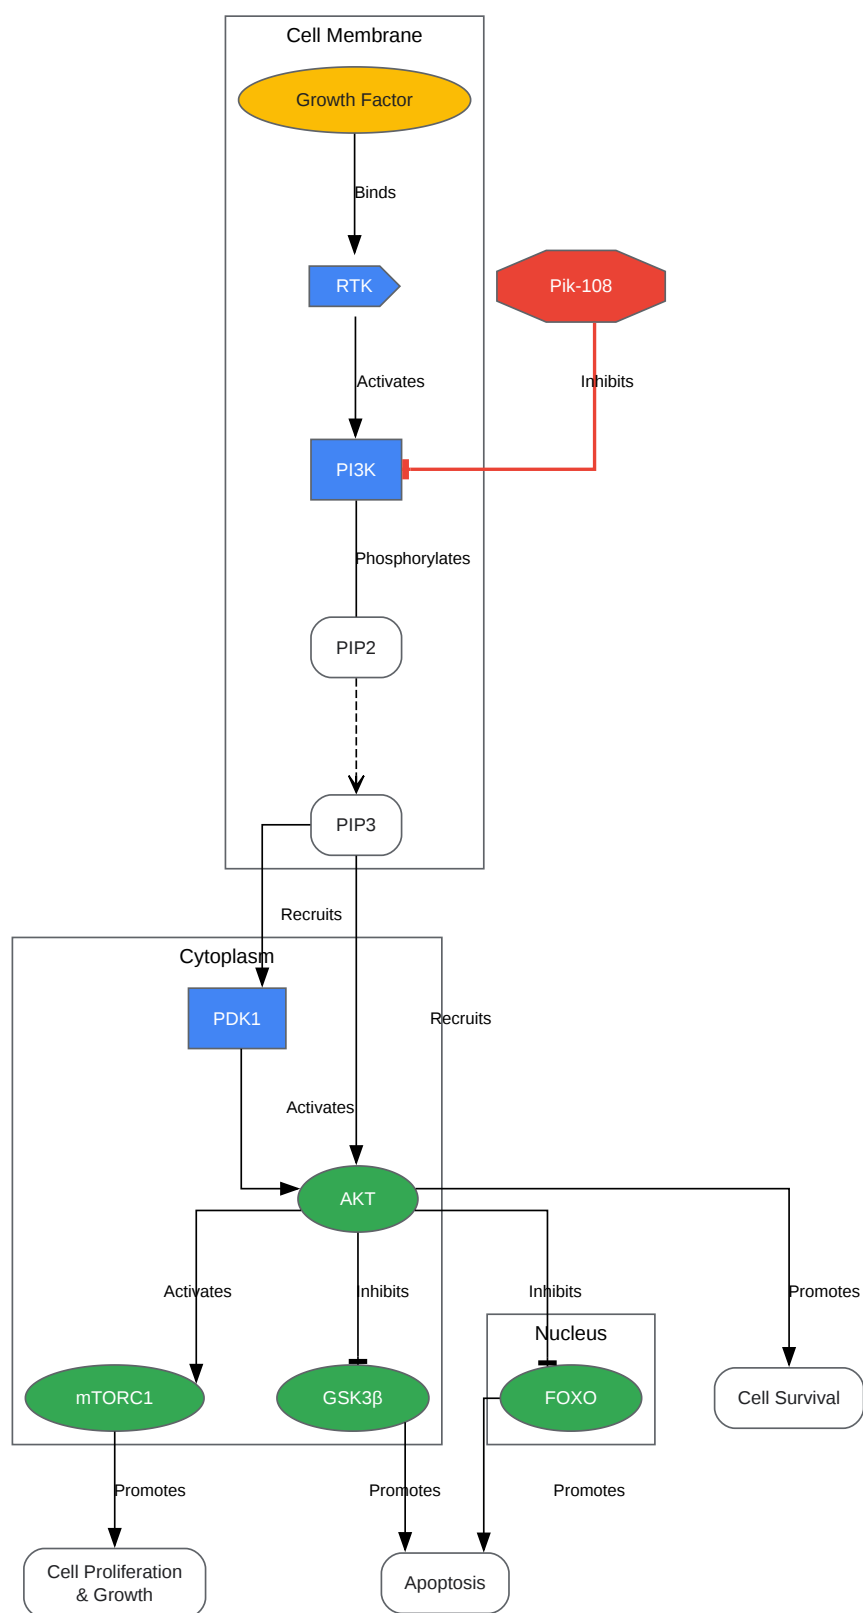 Cell Membrane
Growth Factor
Binds
RTK
Pik-108
Activates
Inhibits
PI3K
Phosphorylates
PIP2
PIP3
Recruits
Cytoplasm
PDK1
Recruits
Activates
AKT
Activates
Inhibits
Inhibits
Promotes
Nucleus
mTORC1
GSK3β
FOXO
Cell Survival
Promotes
Promotes
Promotes
Cell Proliferation
& Growth
Apoptosis